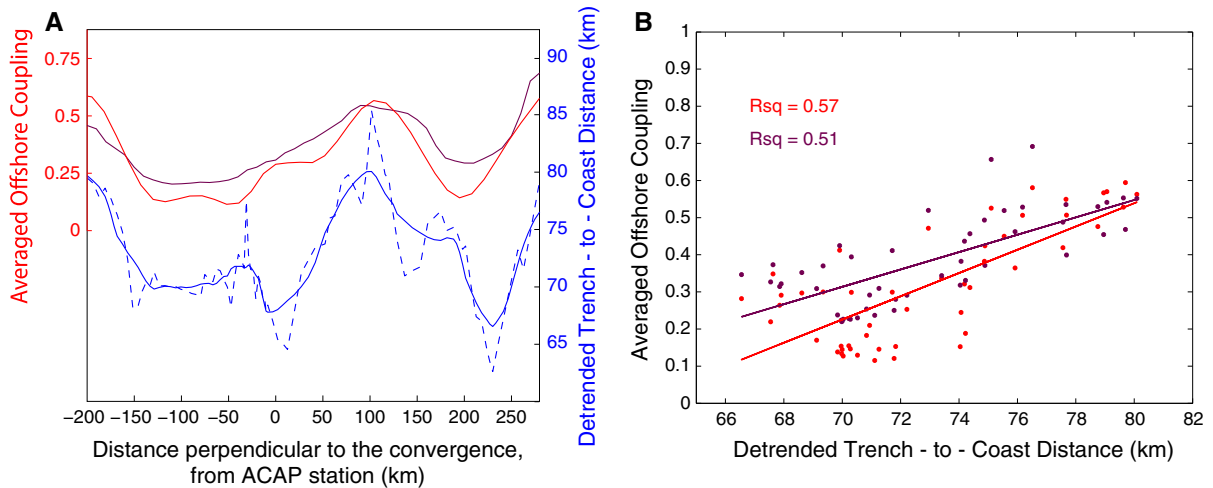 A
Averaged Offshore Coupling
0.75
0.5
0.25
0
90
85
80
75
70
65
Detrended Trench - to - Coast Distance (km)
−200 −150 −100 −50 0 50 100 150 200 250
Distance perpendicular to the convergence,
from ACAP station (km)
B
Averaged Offshore Coupling
1
0.9
0.8
0.7
0.6
0.5
0.4
0.3
0.2
0.1
0
Rsq = 0.57
Rsq = 0.51
66 68 70 72 74 76 78 80 82
Detrended Trench - to - Coast Distance (km)